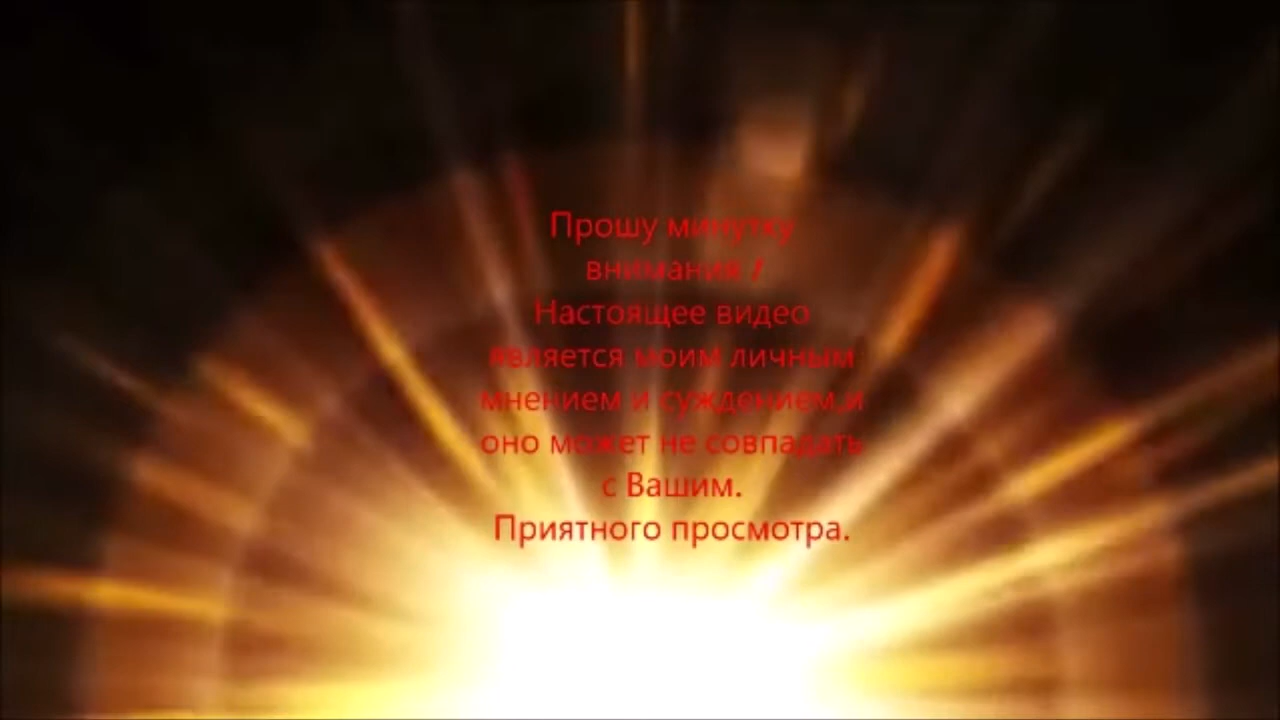 Прошу минутку
внимания !
Настоящее видео
является моим личным
мнением и суждением,и
оно может не совпадать
с Вашим.
Приятного просмотра.